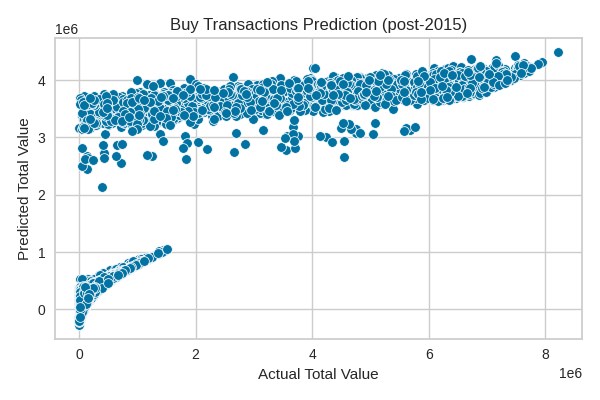 Buy Transactions Prediction (post-2015)
1e6
4
3
2
1
0
Predicted Total Value
0
2
4
6
8
1e6
Actual Total Value